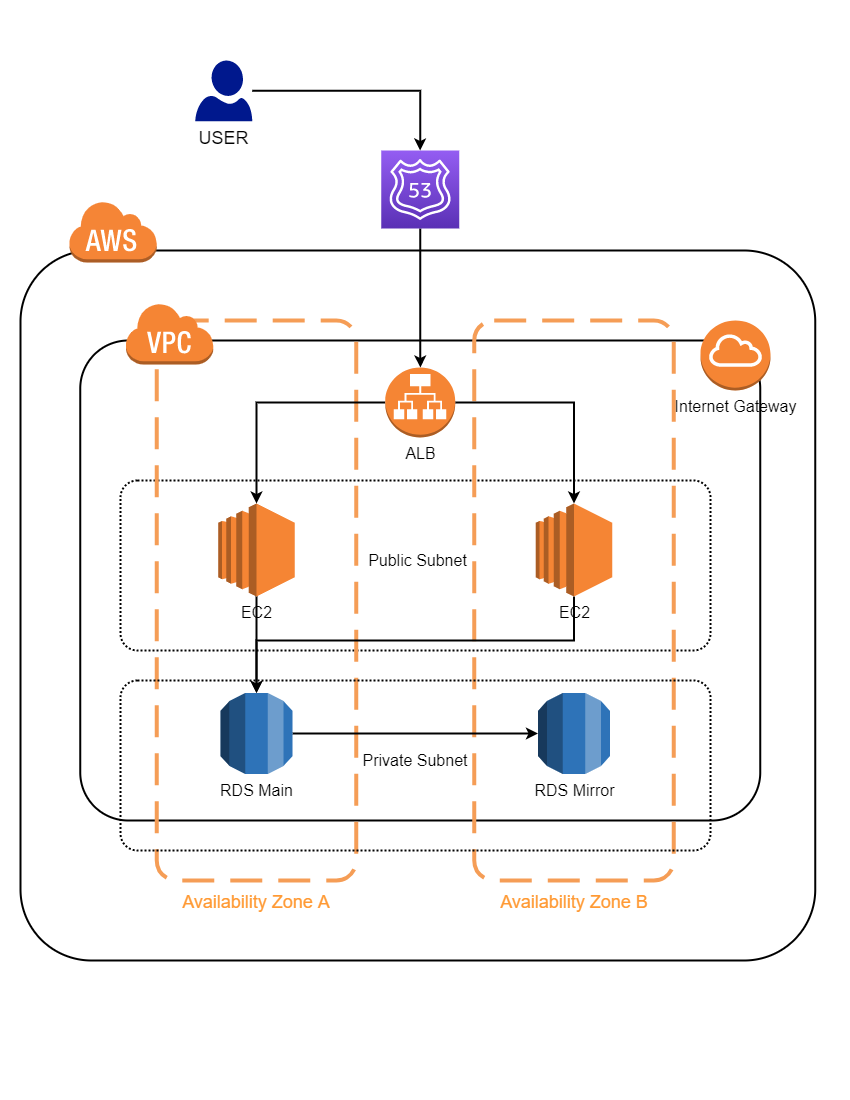 USER
53
AWS
VPC
Internet Gateway
ALB
Public Subnet
EC2
EC2
Private Subnet
RDS Main
RDS Mirror
Availability Zone A
Availability Zone B